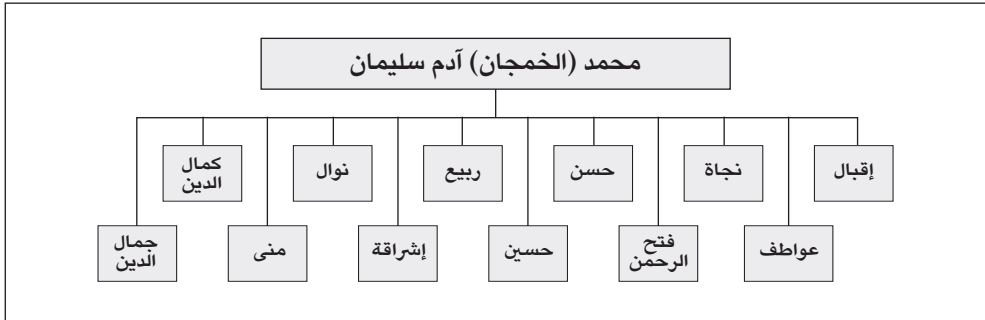 محمد (الخمجان) آدم سليمان
إقبال
نجاة
حسن
ربيع
نوال
كمال
الدين
عواطف
فتح
الرحمن
حسين
إشراقة
منى
جمال
الدين